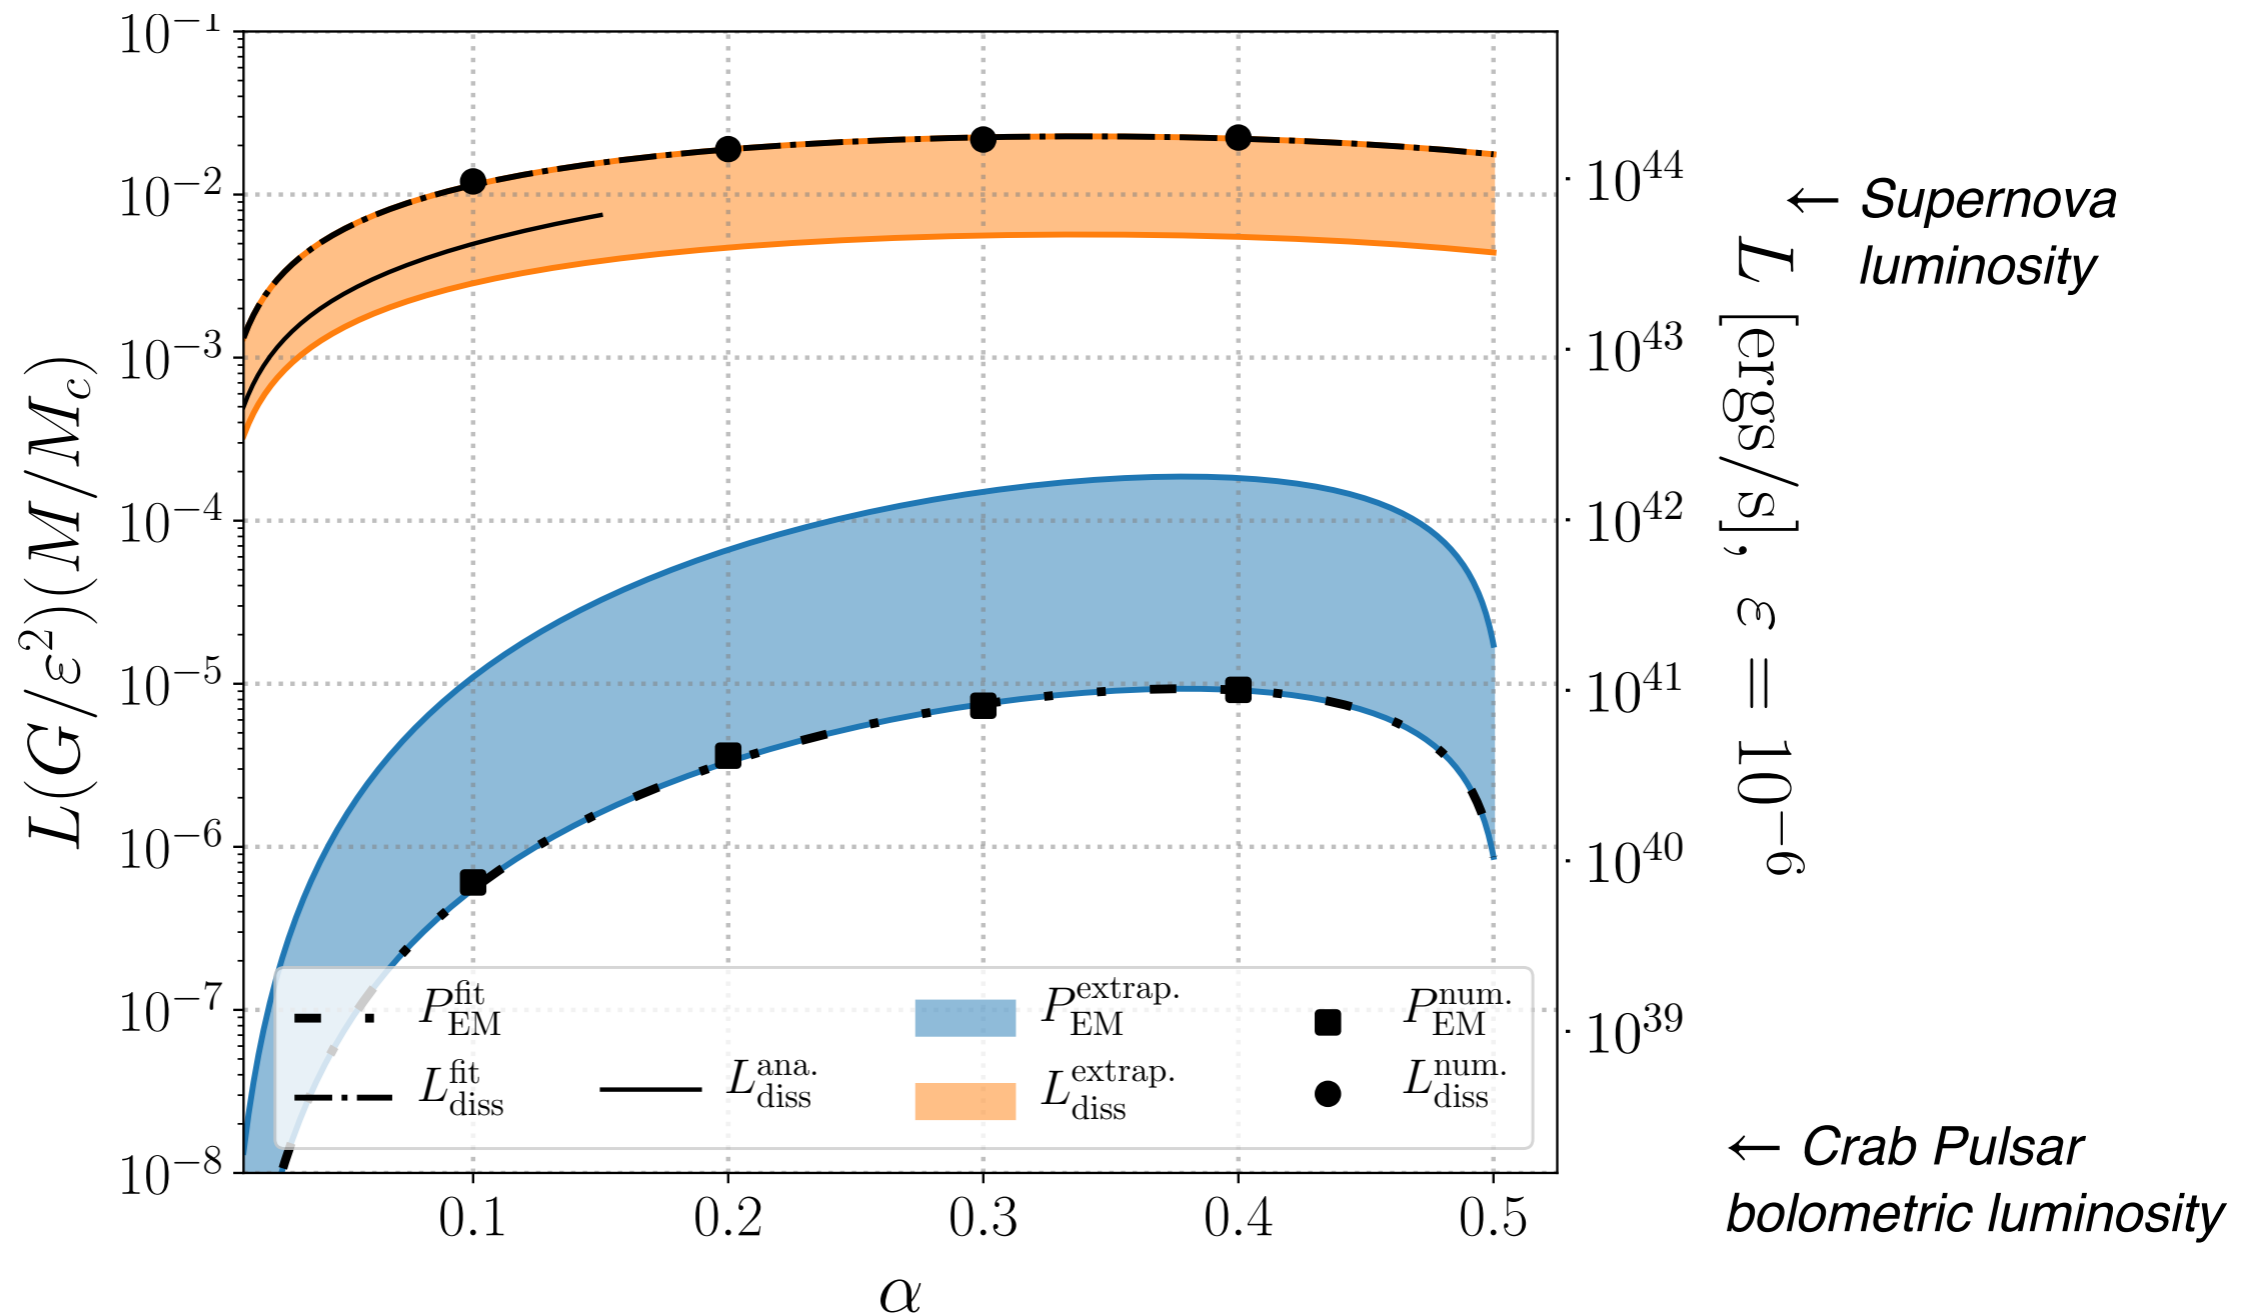 10⁻¹
10⁻²
10⁻³
10⁻⁴
10⁻⁵
10⁻⁶
10⁻⁷
10⁻⁸
L(G/ε²)(M/M_c)
0.1 0.2 0.3 0.4 0.5
α
10⁴⁴
10⁴³
10⁴²
10⁴¹
10⁴⁰
10³⁹
L [ergs/s], ε = 10⁻⁶
← Supernova
luminosity
← Crab Pulsar
bolometric luminosity
P_EM^fit
L_diss^fit
L_diss^ana.
P_EM^extrap.
L_diss^extrap.
P_EM^num.
L_diss^num.